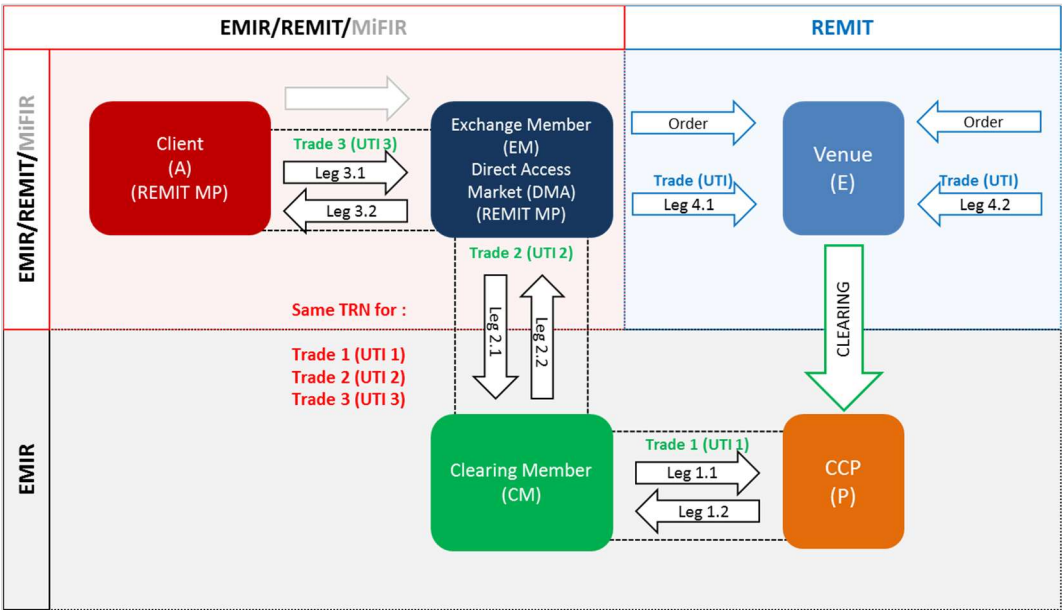 EMIR/REMIT/MiFIR
REMIT
EMIR/REMIT/MiFIR
Client
(A)
(REMIT MP)
Trade 3 (UTI 3)
Leg 3.1
Leg 3.2
Exchange Member
(EM)
Direct Access
Market (DMA)
(REMIT MP)
Order
Trade (UTI)
Leg 4.1
Venue
(E)
Order
Trade (UTI)
Leg 4.2
Trade 2 (UTI 2)
Leg 2.1
Leg 2.2
CLEARING
Same TRN for :
Trade 1 (UTI 1)
Trade 2 (UTI 2)
Trade 3 (UTI 3)
EMIR
Clearing Member
(CM)
Trade 1 (UTI 1)
Leg 1.1
Leg 1.2
CCP
(P)